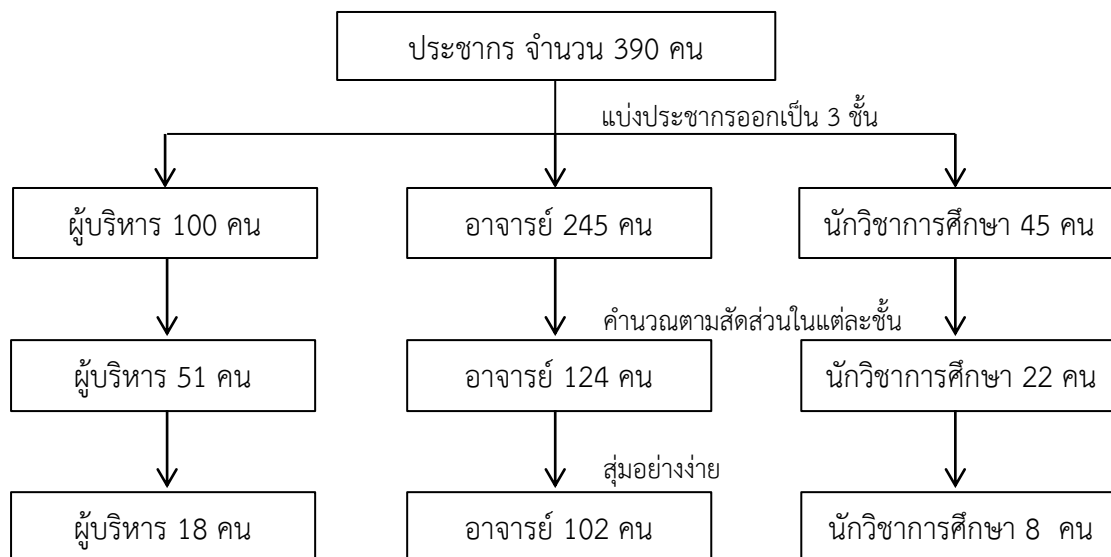 ประชากร จำนวน 390 คน
แบ่งประชากรออกเป็น 3 ชั้น
ผู้บริหาร 100 คน
อาจารย์ 245 คน
นักวิชาการศึกษา 45 คน
คำนวณตามสัดส่วนในแต่ละชั้น
ผู้บริหาร 51 คน
อาจารย์ 124 คน
นักวิชาการศึกษา 22 คน
สุ่มอย่างง่าย
ผู้บริหาร 18 คน
อาจารย์ 102 คน
นักวิชาการศึกษา 8 คน